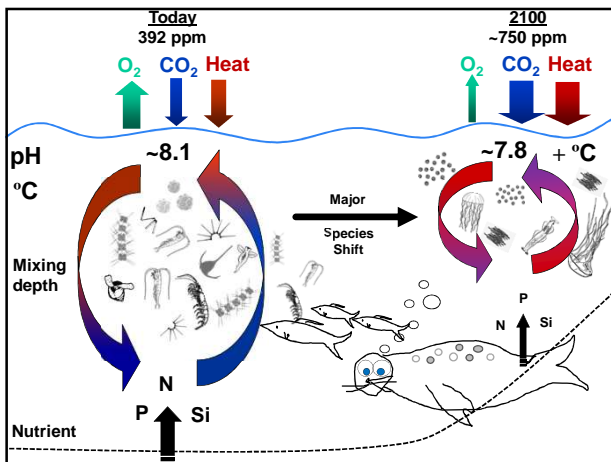 Today
392 ppm
2100
~750 ppm
O2 CO2 Heat
O2 CO2 Heat
pH ~8.1
~7.8 + ºC
ºC
Major
Species
Shift
Mixing
depth
N
P Si
P
N Si
Nutrient